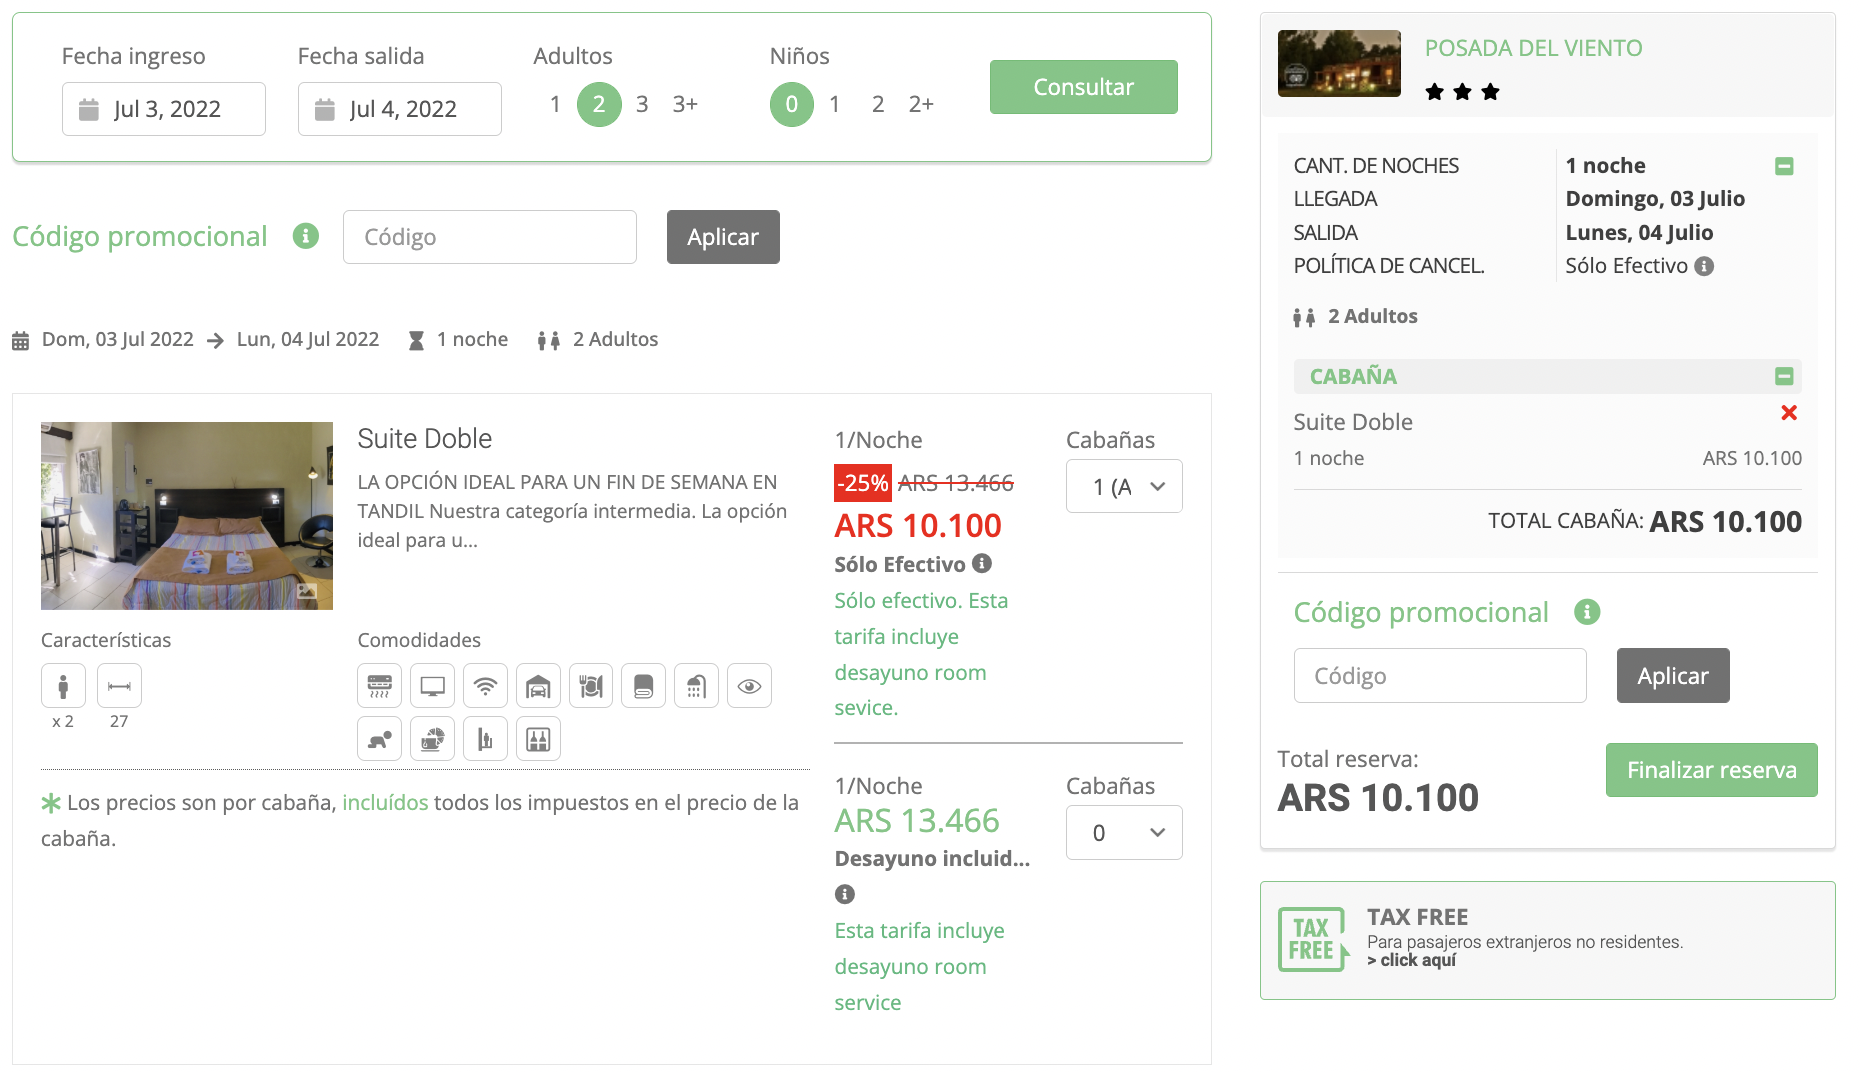 Fecha ingreso
Jul 3, 2022
Fecha salida
Jul 4, 2022
Adultos
1 2 3 3+
Niños
0 1 2 2+
Consultar
Código promocional
Código
Aplicar
Dom, 03 Jul 2022 → Lun, 04 Jul 2022 1 noche 2 Adultos
Suite Doble
LA OPCIÓN IDEAL PARA UN FIN DE SEMANA EN
TANDIL Nuestra categoría intermedia. La opción
ideal para u...
Características
x 2
27
Comodidades
Los precios son por cabaña, incluídos todos los impuestos en el precio de la
cabaña.
1/Noche
-25% ARS 13.466
ARS 10.100
Sólo Efectivo
Sólo efectivo. Esta
tarifa incluye
desayuno room
sevice.
Cabañas
1 (A
1/Noche
ARS 13.466
Desayuno incluid...
Esta tarifa incluye
desayuno room
service
Cabañas
0
POSADA DEL VIENTO
CANT. DE NOCHES 1 noche
LLEGADA Domingo, 03 Julio
SALIDA Lunes, 04 Julio
POLÍTICA DE CANCEL. Sólo Efectivo
2 Adultos
CABAÑA
Suite Doble
1 noche ARS 10.100
TOTAL CABAÑA: ARS 10.100
Código promocional
Código
Aplicar
Total reserva:
ARS 10.100
Finalizar reserva
TAX
FREE
TAX FREE
Para pasajeros extranjeros no residentes.
> click aquí